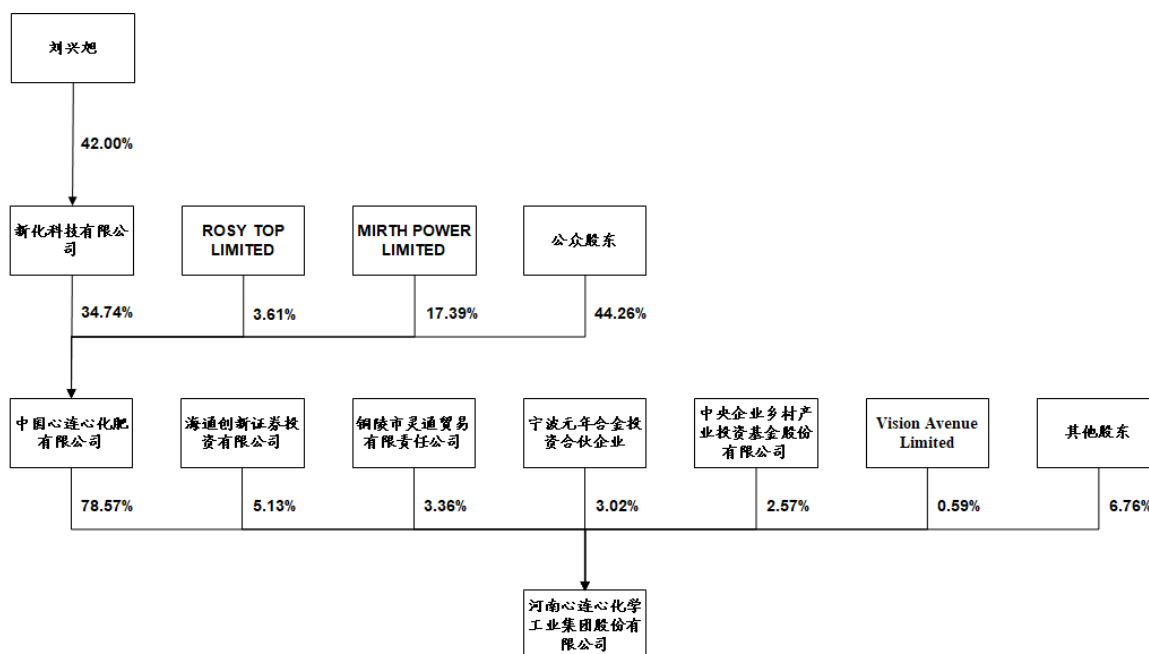 刘兴旭
42.00%
新化科技有限公
司
ROSY TOP
LIMITED
MIRTH POWER
LIMITED
公众股东
34.74%
3.61%
17.39%
44.26%
中国心连心化肥
有限公司
海通创新证券投
资有限公司
铜陵市灵通贸易
有限责任公司
宁波元年合金投
资合伙企业
中央企业乡村产
业投资基金股份
有限公司
Vision Avenue
Limited
其他股东
78.57%
5.13%
3.36%
3.02%
2.57%
0.59%
6.76%
河南心连心化学
工业集团股份有
限公司